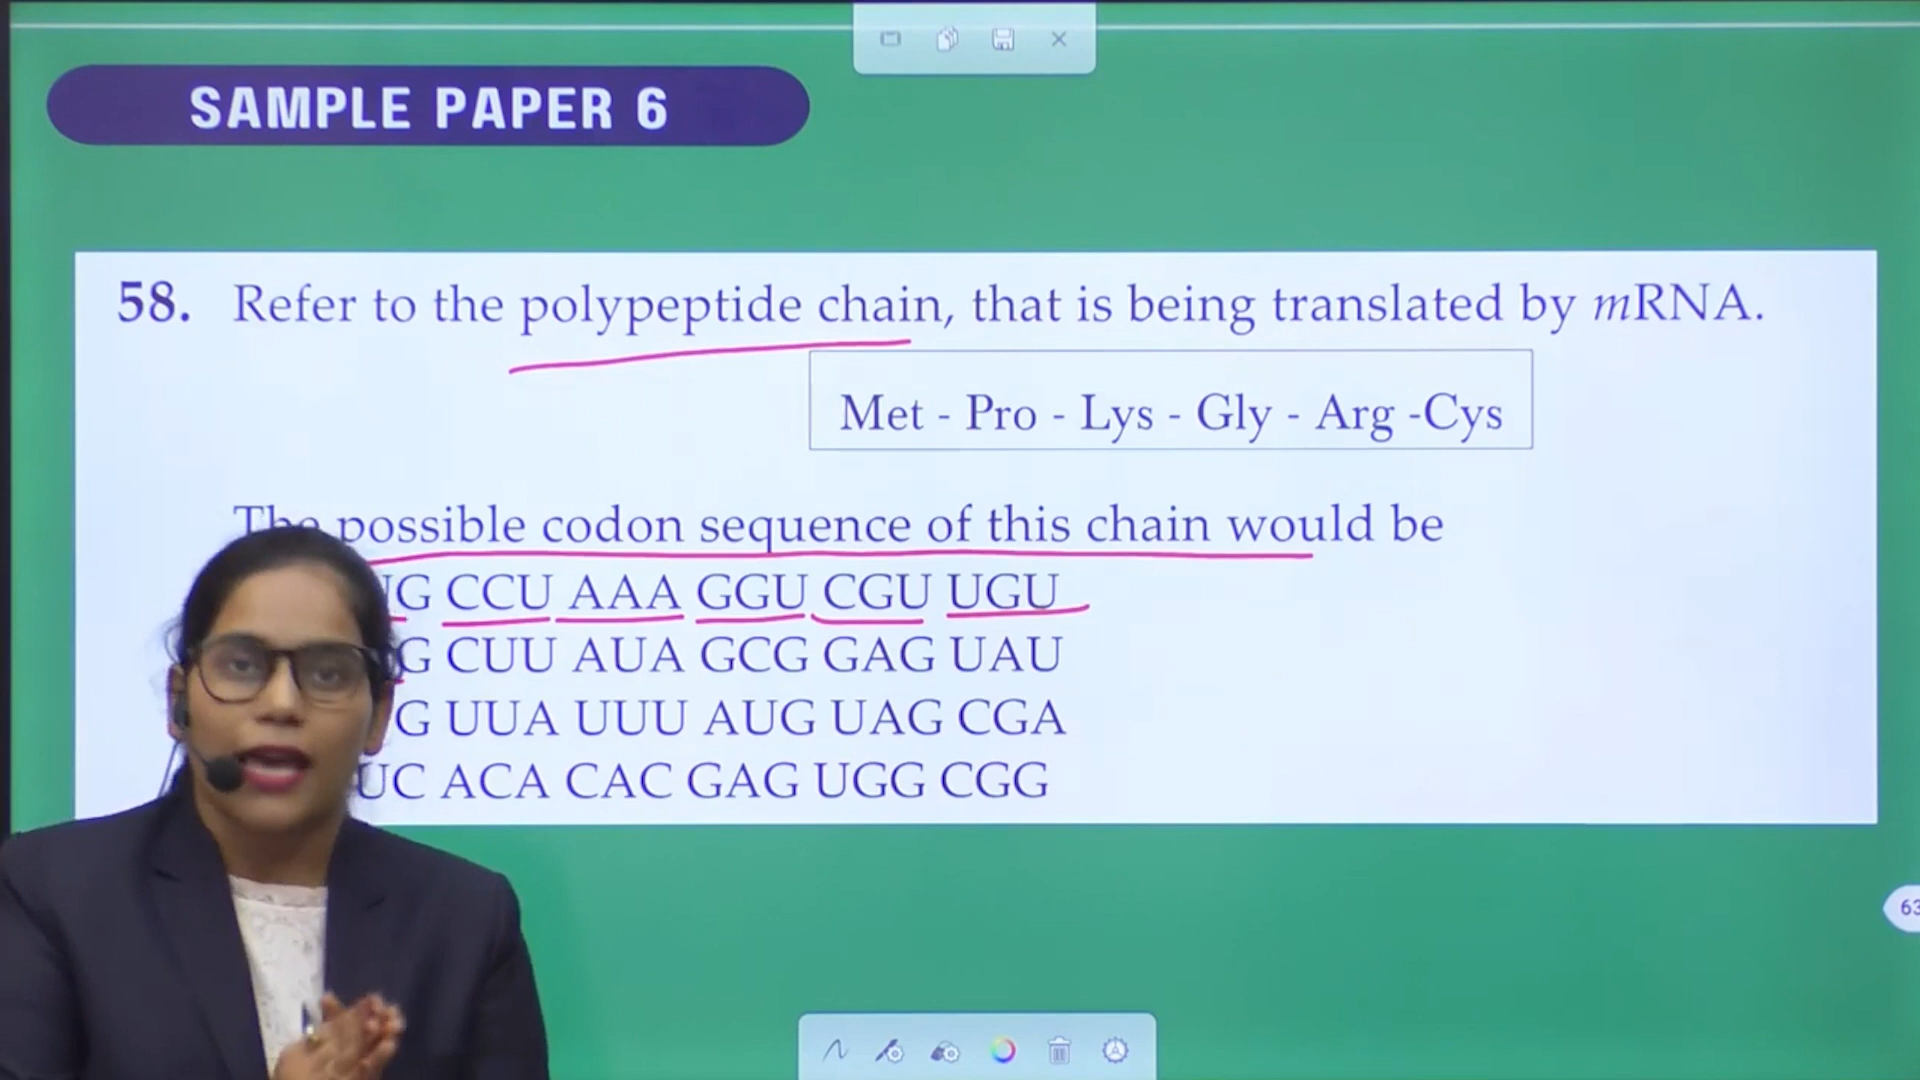 SAMPLE PAPER 6
58. Refer to the polypeptide chain, that is being translated by mRNA.
Met - Pro - Lys - Gly - Arg -Cys
The possible codon sequence of this chain would be
G CCU AAA GGU CGU UGU
G CUU AUA GCG GAG UAU
G UUA UUU AUG UAG CGA
UC ACA CAC GAG UGG CGG
63